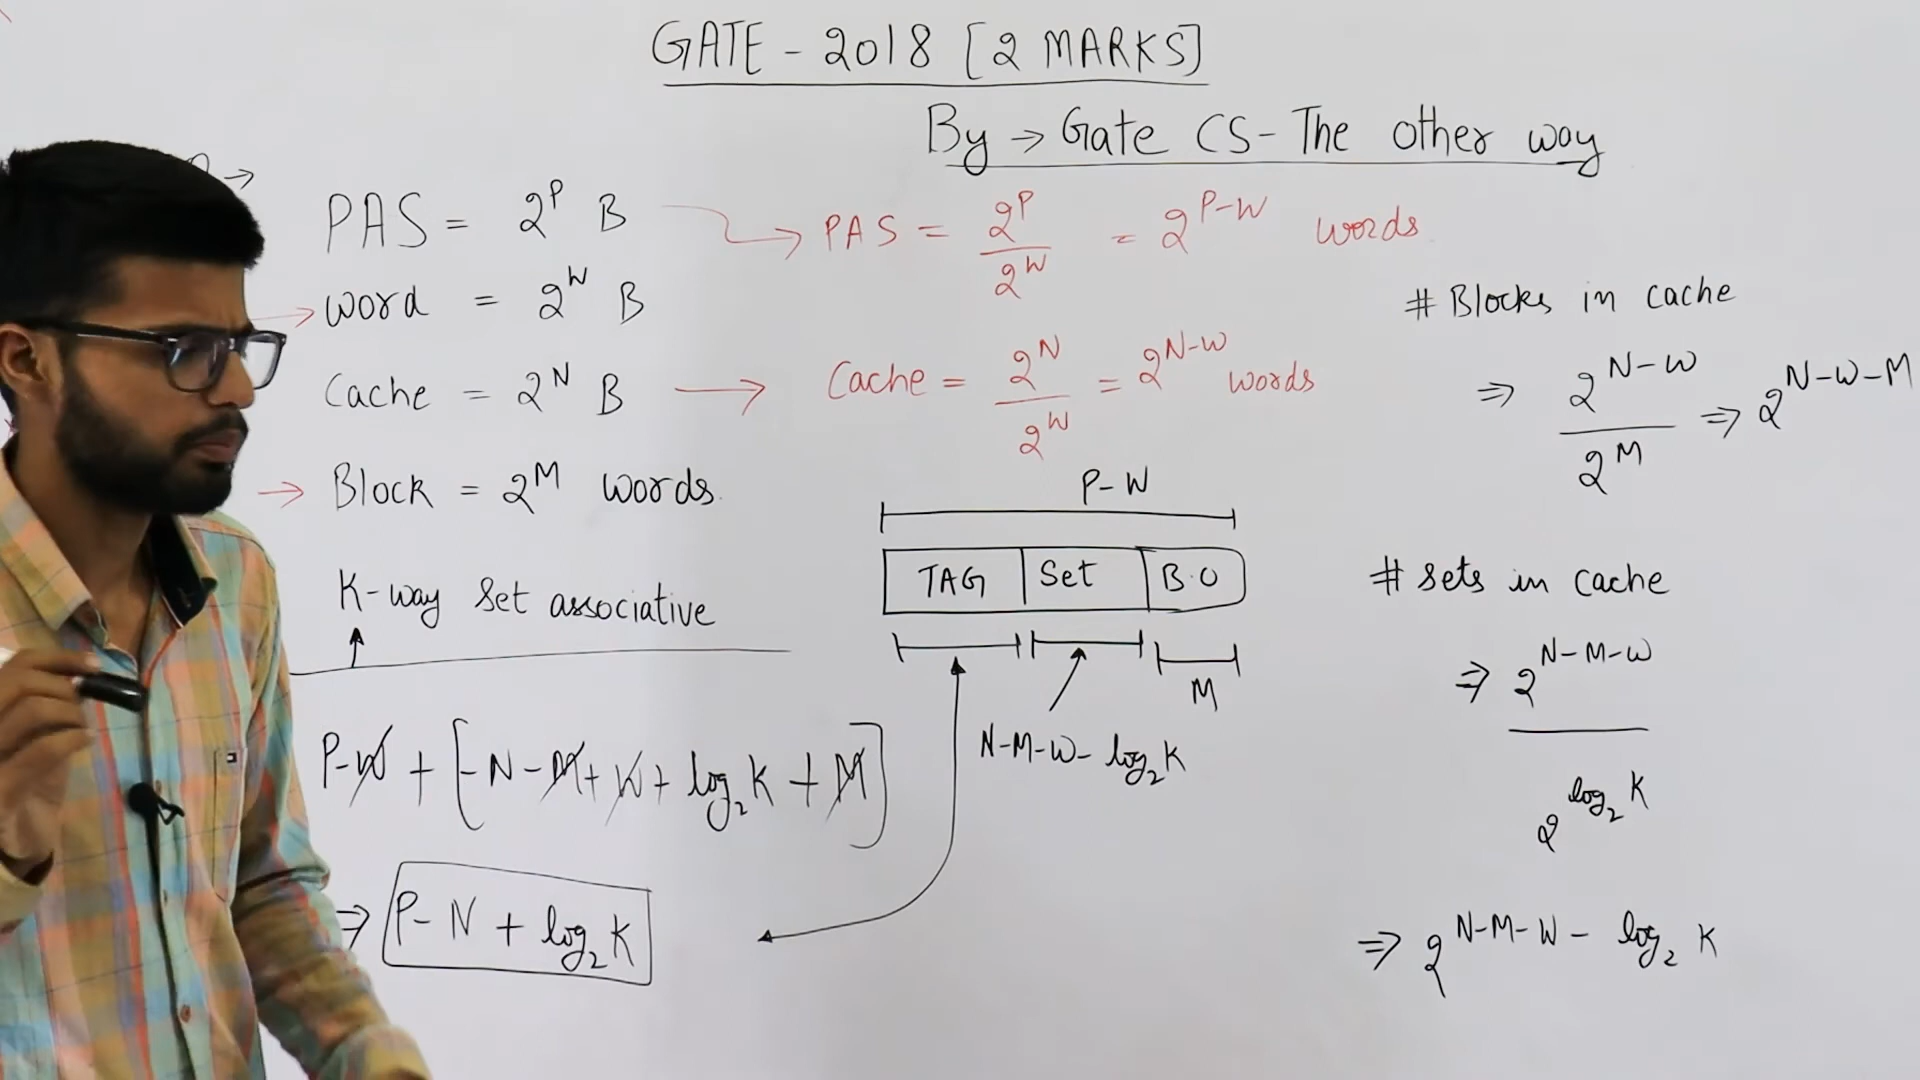 GATE - 2018 [2 MARKS]
By → Gate CS - The other way
PAS = 2^P B → PAS = 2^P / 2^W = 2^(P-W) words
→ word = 2^W B
Cache = 2^N B → Cache = 2^N / 2^W = 2^(N-W) words
→ Block = 2^M words.
K-way set associative
P-W + [-N-M+W+log₂K+M]
⇒ P-N + log₂K
P-W
TAG | Set | B.O
M
N-M-W-log₂K
# Blocks in cache
⇒ 2^(N-W) / 2^M ⇒ 2^(N-W-M)
# sets in cache
⇒ 2^(N-M-W) / 2^(log₂K)
⇒ 2^(N-M-W-log₂K)